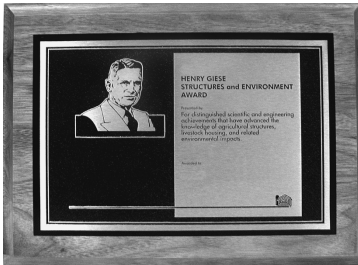 HENRY GIESE
STRUCTURES and ENVIRONMENT
AWARD
Presented by
For distinguished scientific and engineering
achievements that have advanced the
knowledge of agricultural structures,
livestock housing, and related
environmental impacts
Presented to